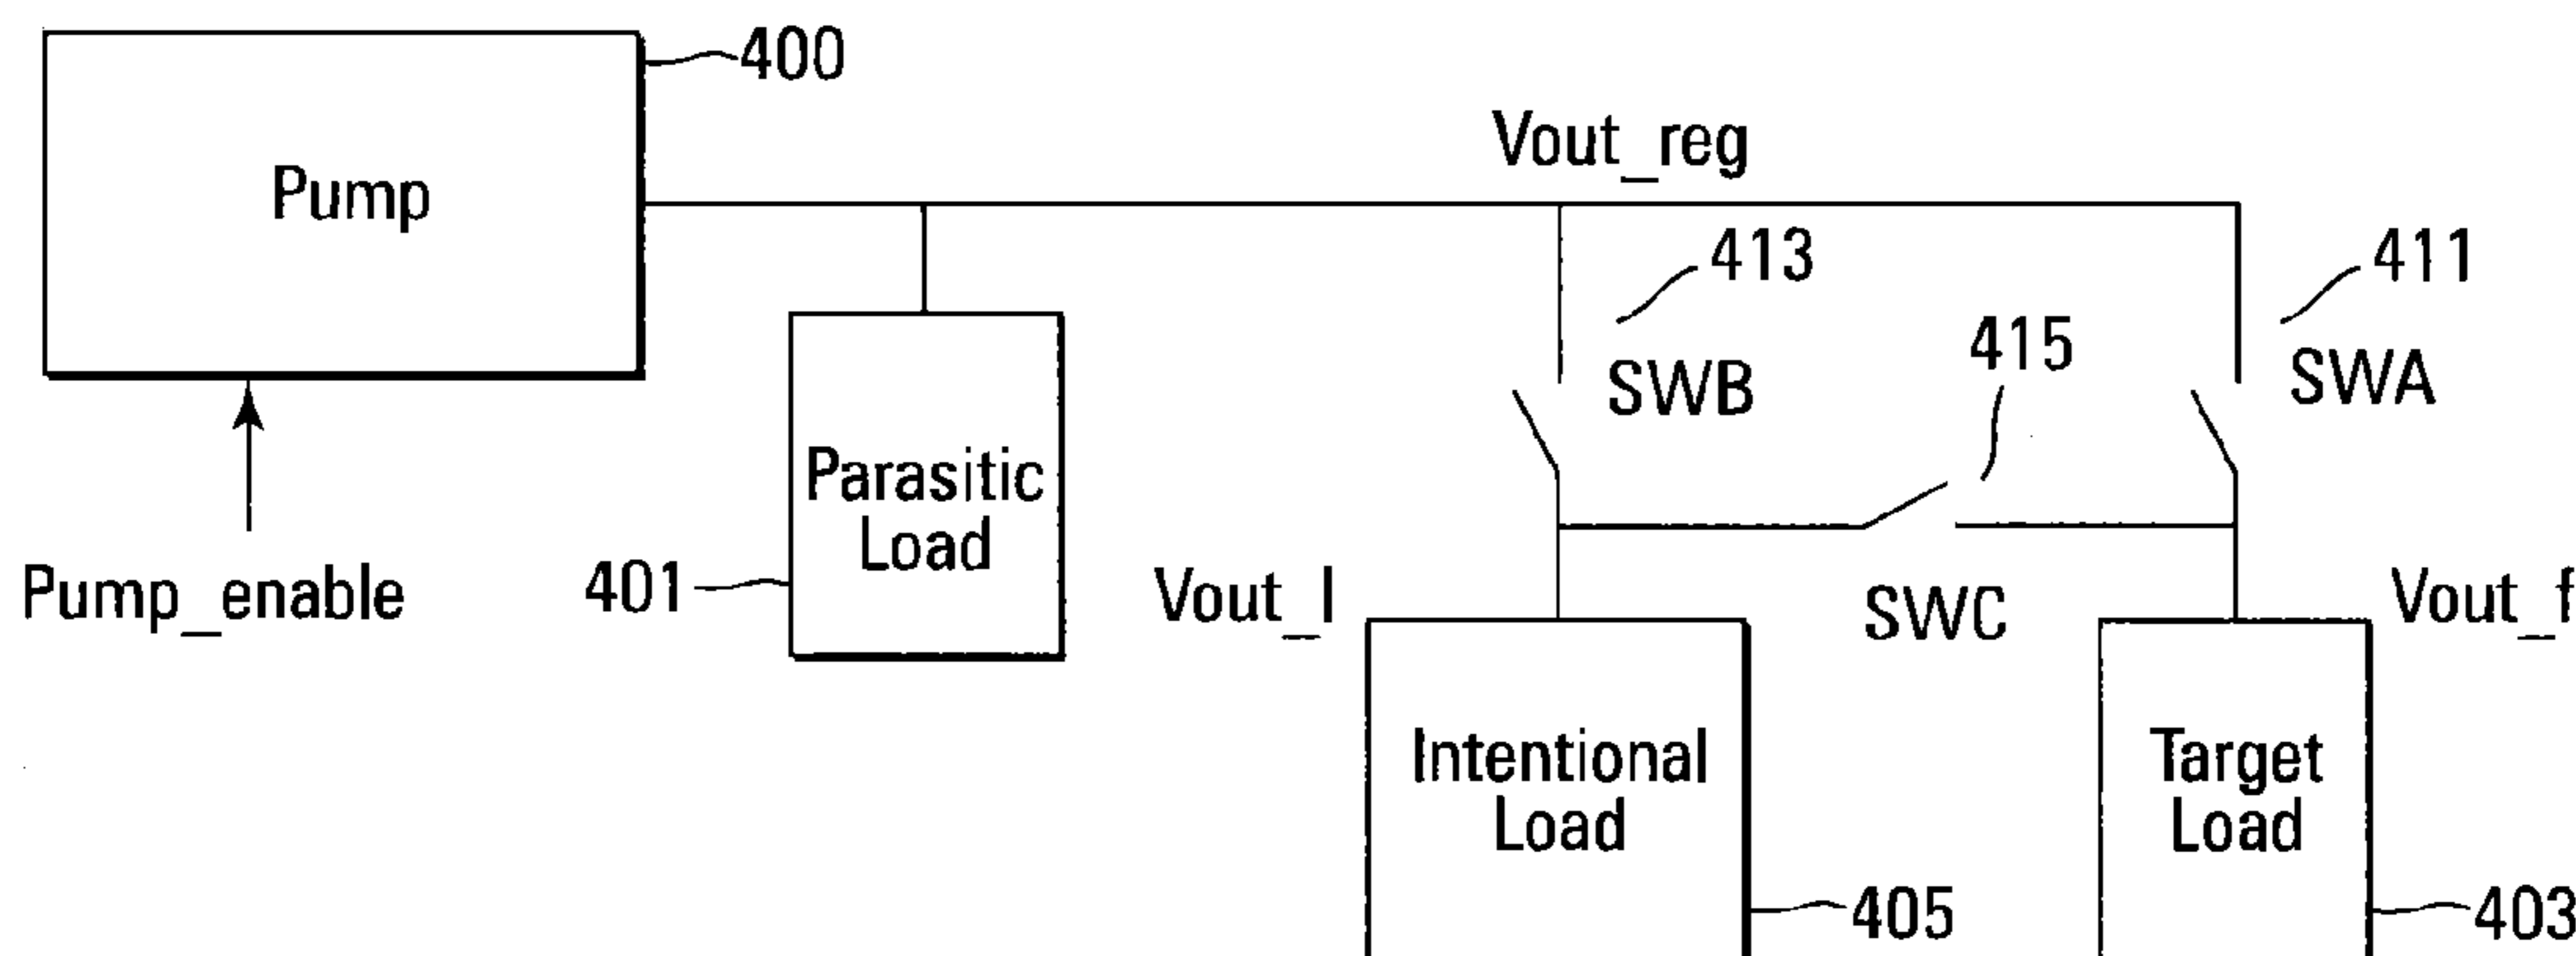 400
Pump
Vout_reg
413
411
415
SWB
SWA
Parasitic
Load
Pump_enable
401
Vout_l
SWC
Vout_f
Intentional
Load
Target
Load
405
403